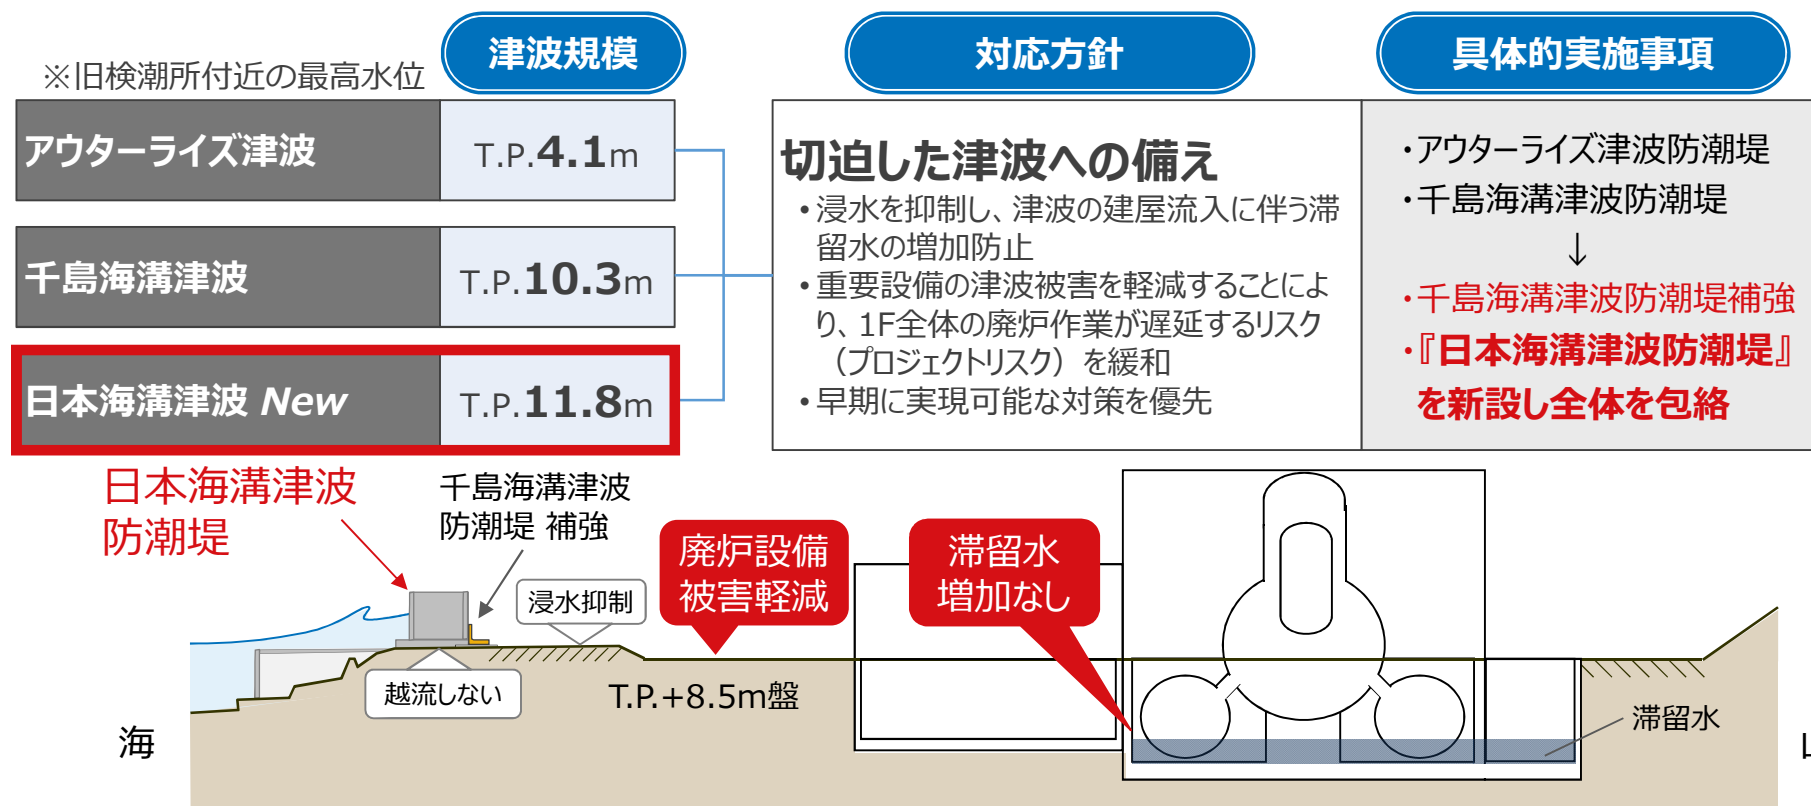 ※旧検潮所付近の最高水位
津波規模
対応方針
具体的実施事項
アウターライズ津波
T.P.4.1m
千島海溝津波
T.P.10.3m
日本海溝津波 New
T.P.11.8m
切迫した津波への備え
・浸水を抑制し、津波の建屋流入に伴う滞
留水の増加防止
・重要設備の津波被害を軽減することによ
り、1F全体の廃炉作業が遅延するリスク
（プロジェクトリスク）を緩和
・早期に実現可能な対策を優先
・アウターライズ津波防潮堤
・千島海溝津波防潮堤
↓
・千島海溝津波防潮堤補強
・『日本海溝津波防潮堤』
を新設し全体を包絡
日本海溝津波
防潮堤
千島海溝津波
防潮堤 補強
浸水抑制
越流しない
廃炉設備
被害軽減
滞留水
増加なし
T.P.+8.5m盤
滞留水
海